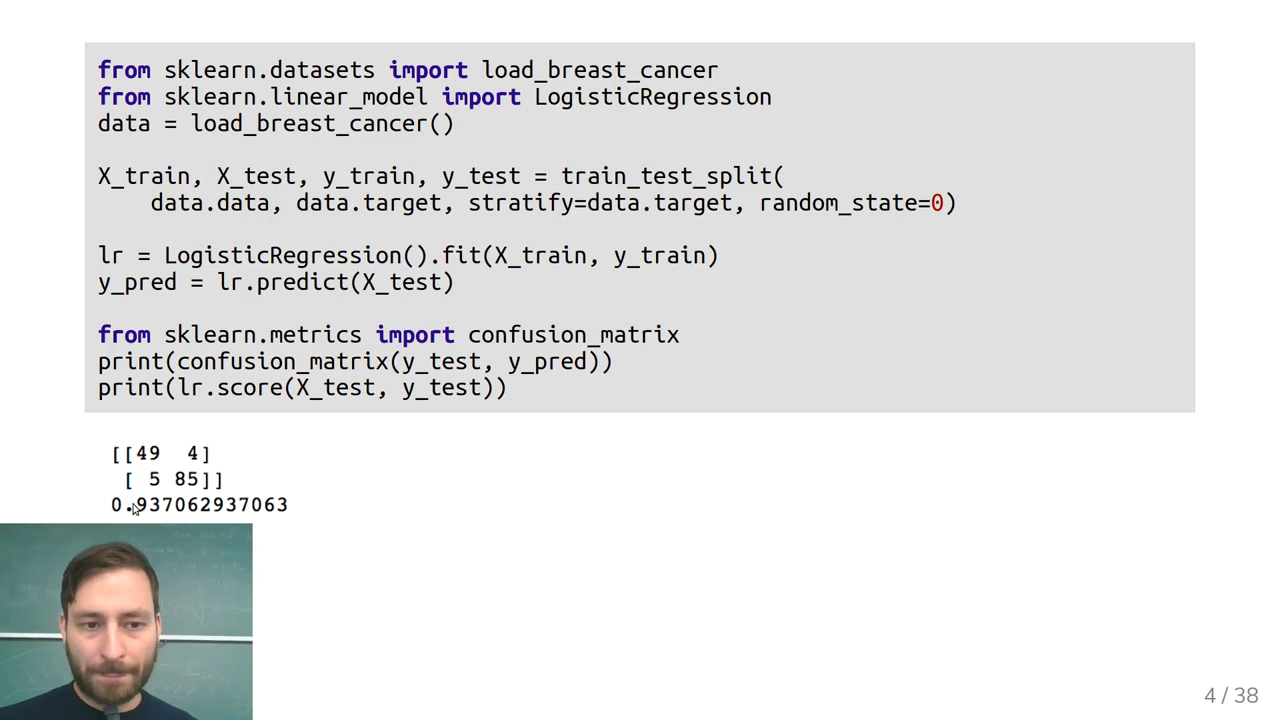 from sklearn.datasets import load_breast_cancer
from sklearn.linear_model import LogisticRegression
data = load_breast_cancer()
X_train, X_test, y_train, y_test = train_test_split(
    data.data, data.target, stratify=data.target, random_state=0)
lr = LogisticRegression().fit(X_train, y_train)
y_pred = lr.predict(X_test)
from sklearn.metrics import confusion_matrix
print(confusion_matrix(y_test, y_pred))
print(lr.score(X_test, y_test))
[[49  4]
 [ 5 85]]
0.937062937063
4 / 38